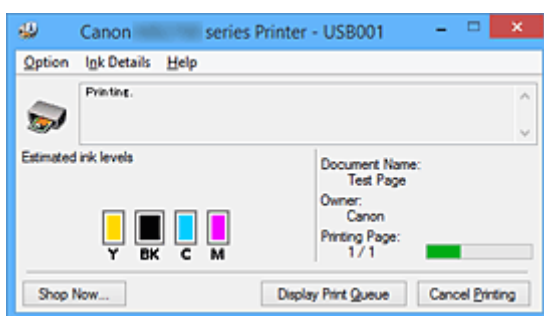 Canon series Printer - USB001
Option Ink Details Help
Printing.
Estimated ink levels
Document Name:
Test Page
Owner:
Canon
Printing Page:
1 / 1
Y BK C M
Shop Now... Display Print Queue Cancel Printing